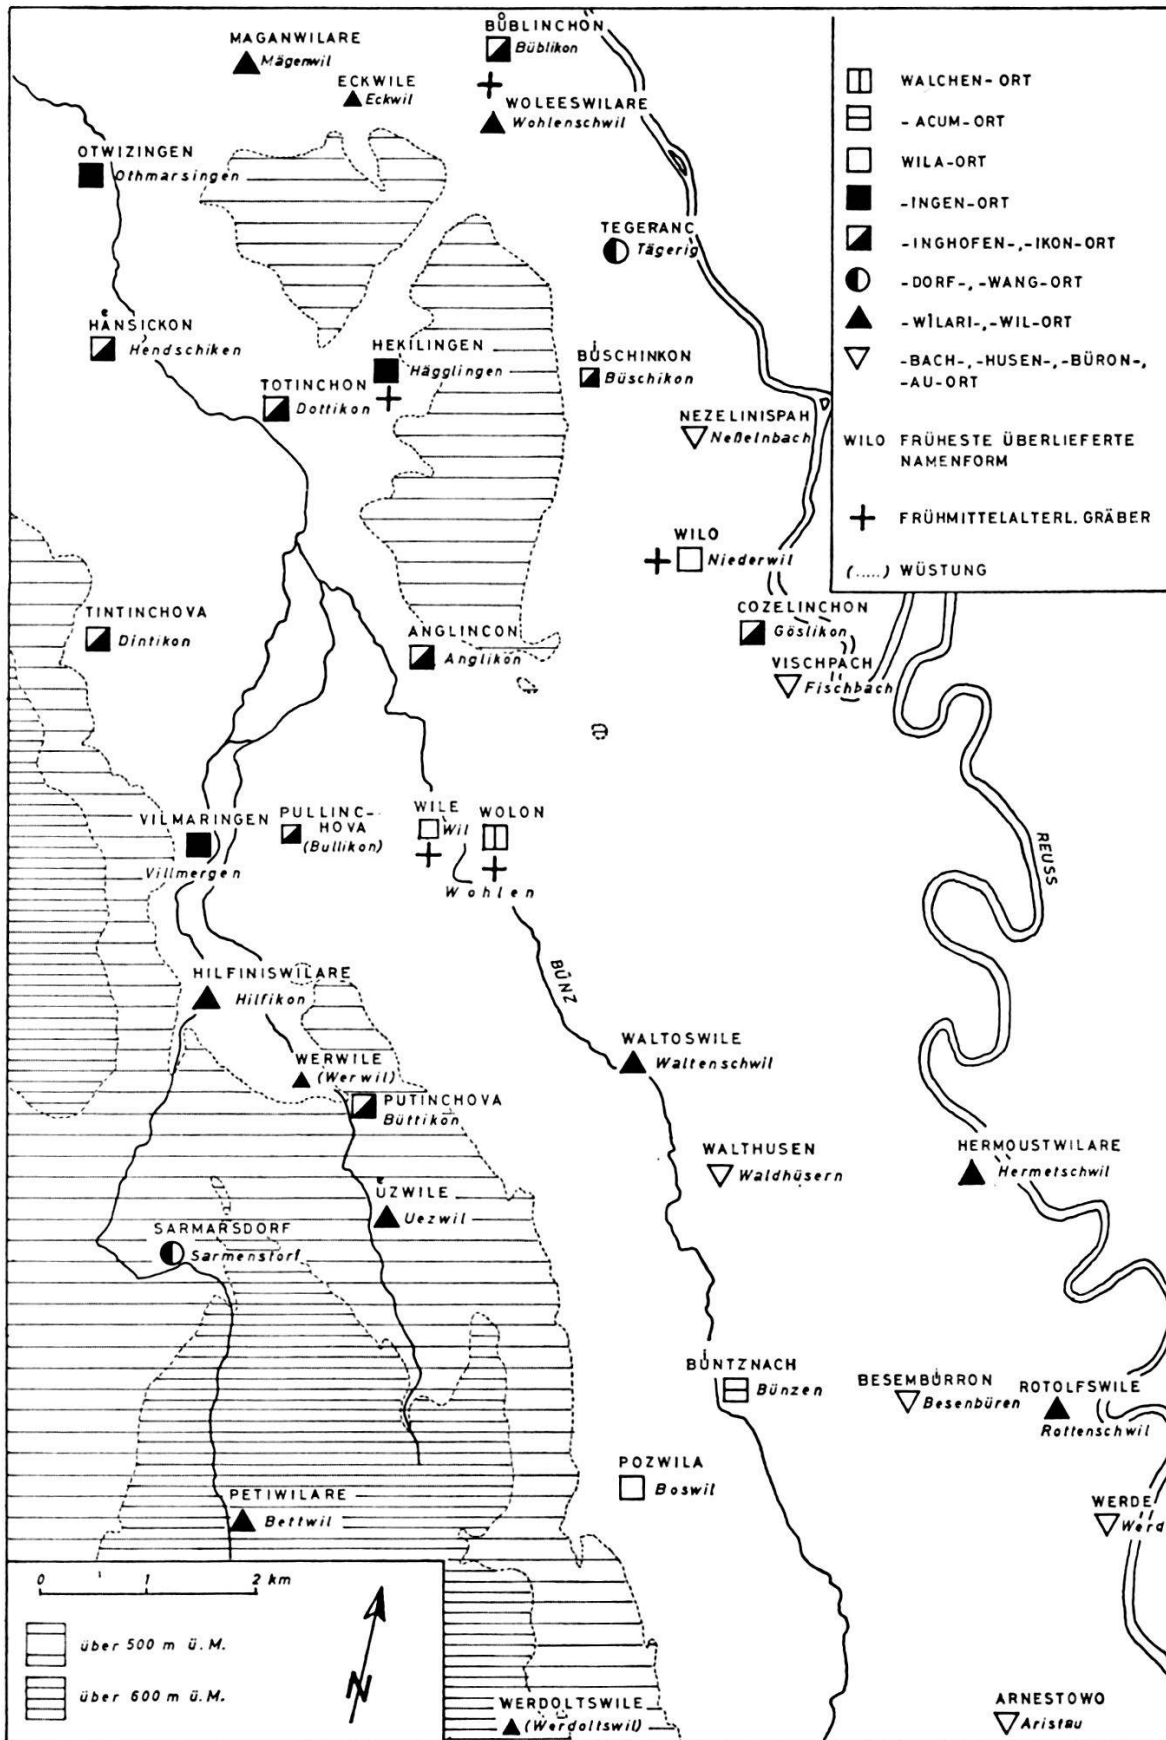 MAGANWILARE
Mägenwil
ECKWILE
Eckwil
BŮBLINCHON
Büblikon
WOLEESWILARE
Wohlenschwil
OTWIZINGEN
Othmarsingen
TEGERANC
Tägerig
HÄNSICKON
Hendschiken
HEKILINGEN
Hägglingen
TOTINCHON
Dottikon
BÜSCHINKON
Büschikon
NEZELINISPAH
Neßelnbach
WILO
Niederwil
TINTINCHOVA
Dintikon
ANGLINCON
Anglikon
COZELINCHON
Göslikon
VISCHPACH
Fischbach
VILMARINGEN
Villmergen
PULLINC-
HOVA
(Bullikon)
WILE
Wil
WOLON
Wohlen
REUSS
BÜNZ
HILFINISWILARE
Hilfikon
WERWILE
(Werwil)
PUTINCHOVA
Büttikon
WALTOSWILE
Waltenschwil
WALTHUSEN
Waldhüsern
HERMOUSTWILARE
Hermetschwil
ÜZWILE
Uezwil
SARMARSDORF
Sarmenstorf
BÜNTZNACH
Bünzen
BESEMBÜRRON
Besenbüren
ROTOLFSWILE
Rottenschwil
POZWILA
Boswil
PETIWILARE
Bettwil
WERDE
Werd
WERDOLTSWILE
(Werdoltswil)
ARNESTOWO
Aristau
WALCHEN-ORT
-ACUM-ORT
WILA-ORT
-INGEN-ORT
-INGHOFEN-,-IKON-ORT
-DORF-,-WANG-ORT
-WILARI-,-WIL-ORT
-BACH-,-HUSEN-,-BÜRON-,
-AU-ORT
WILO FRÜHESTE ÜBERLIEFERTE
NAMENFORM
FRÜHMITTELALTERL. GRÄBER
(.....) WÜSTUNG
0 1 2 km
über 500 m ü.M.
über 600 m ü.M.
N